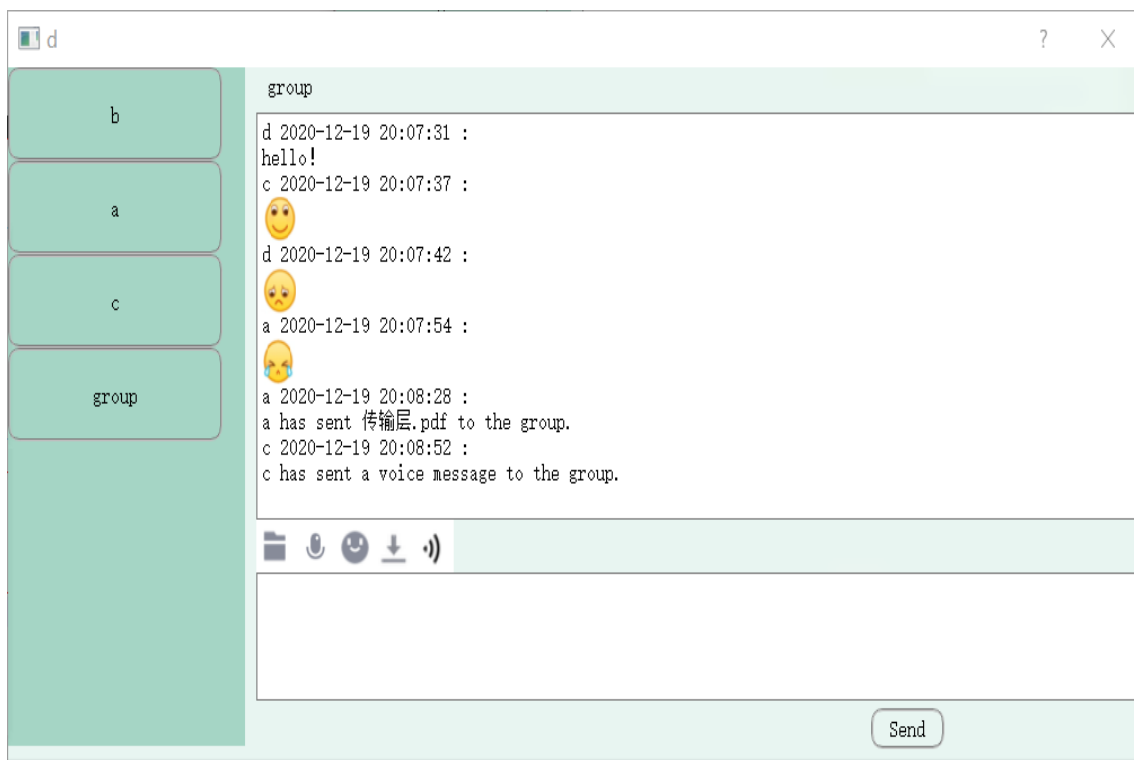 d
?
b
a
c
group
group
d 2020-12-19 20:07:31 :
hello!
c 2020-12-19 20:07:37 :
d 2020-12-19 20:07:42 :
a 2020-12-19 20:07:54 :
a 2020-12-19 20:08:28 :
a has sent 传输层.pdf to the group.
c 2020-12-19 20:08:52 :
c has sent a voice message to the group.
Send